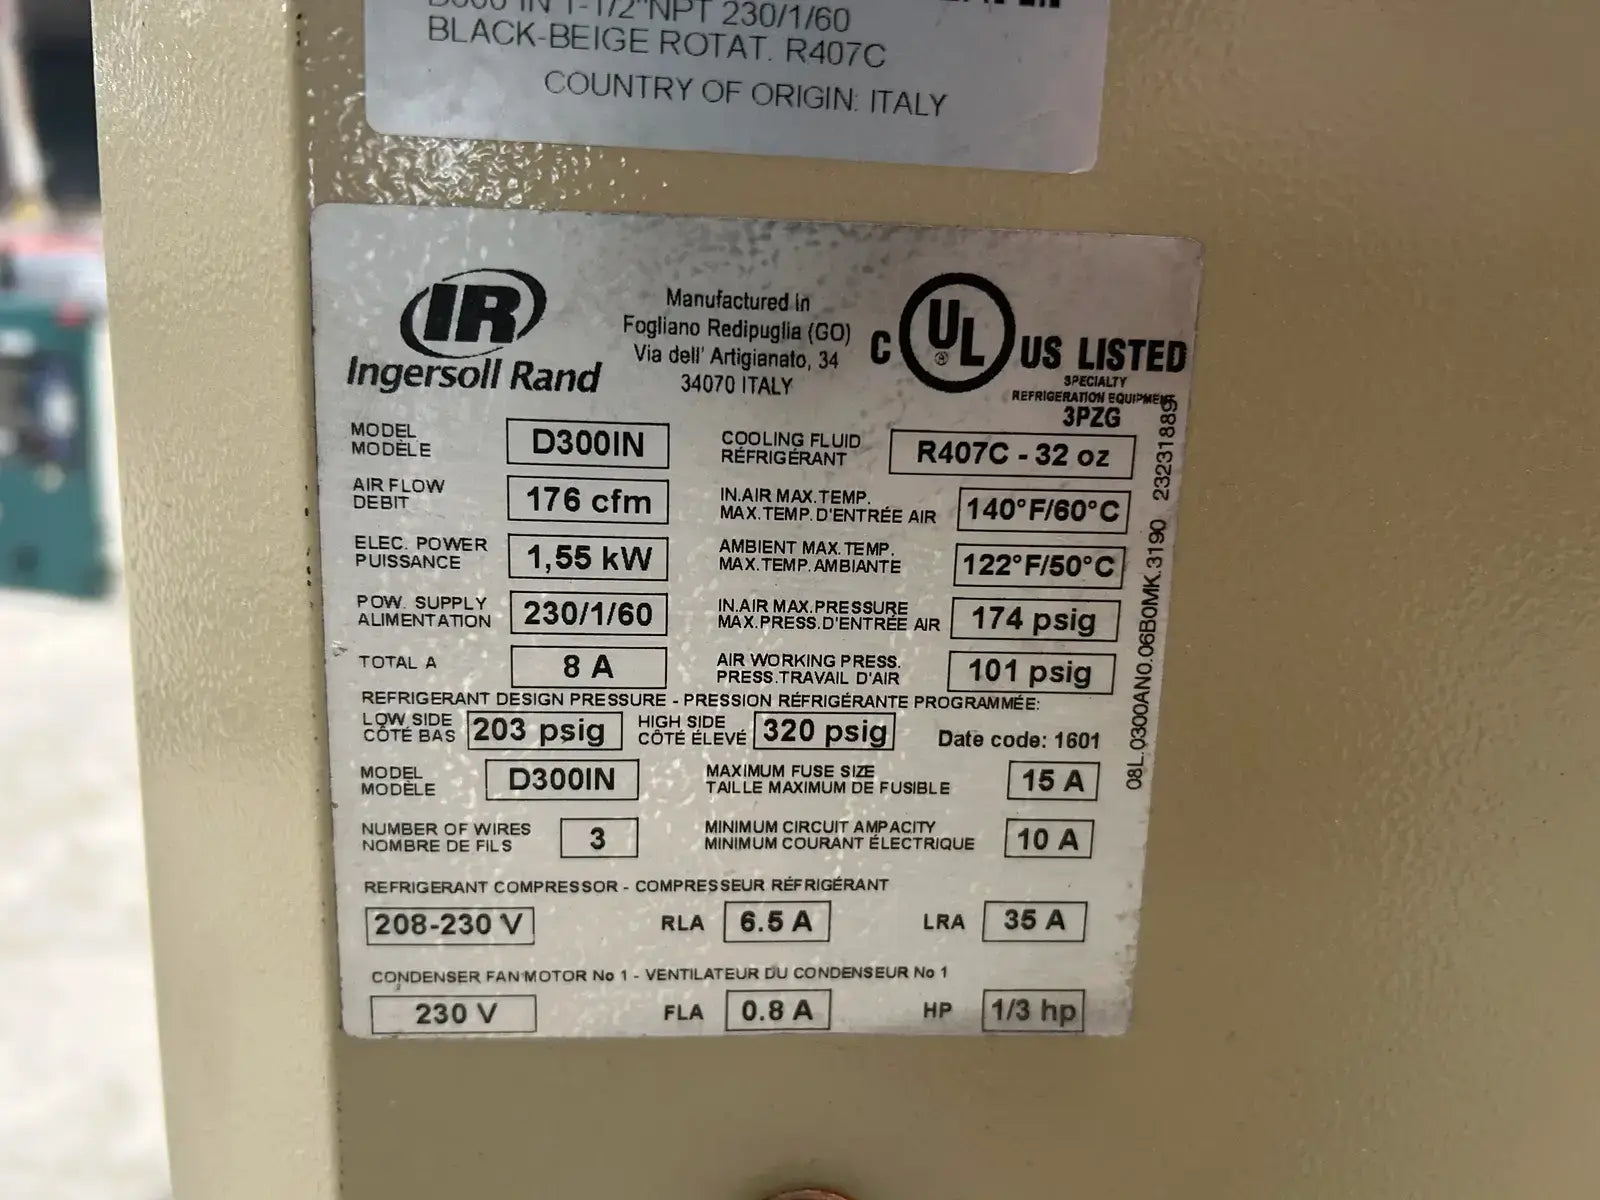 D300 IN 1-1/2"NPT 230/1/60
BLACK-BEIGE ROTAT. R407C
COUNTRY OF ORIGIN: ITALY
IR
Ingersoll Rand
Manufactured in
Fogliano Redipuglia (GO)
Via dell' Artigianato, 34
34070 ITALY
C UL ® US LISTED
SPECIALTY
REFRIGERATION EQUIPMENT
3PZG
MODEL
MODÈLE
D300IN
COOLING FLUID
RÉFRIGÉRANT
R407C - 32 oz
AIR FLOW
DEBIT
176 cfm
IN.AIR MAX.TEMP.
MAX.TEMP.D'ENTRÉE AIR
140°F/60°C
ELEC. POWER
PUISSANCE
1,55 kW
AMBIENT MAX.TEMP.
MAX.TEMP.AMBIANTE
122°F/50°C
POW. SUPPLY
ALIMENTATION
230/1/60
IN.AIR MAX.PRESSURE
MAX.PRESS.D'ENTRÉE AIR
174 psig
TOTAL A
8 A
AIR WORKING PRESS.
PRESS.TRAVAIL D'AIR
101 psig
REFRIGERANT DESIGN PRESSURE - PRESSION RÉFRIGÉRANTE PROGRAMMÉE:
LOW SIDE
CÔTÉ BAS
203 psig
HIGH SIDE
CÔTÉ ÉLEVÉ
320 psig
Date code: 1601
MODEL
MODÈLE
D300IN
MAXIMUM FUSE SIZE
TAILLE MAXIMUM DE FUSIBLE
15 A
NUMBER OF WIRES
NOMBRE DE FILS
3
MINIMUM CIRCUIT AMPACITY
MINIMUM COURANT ÉLECTRIQUE
10 A
REFRIGERANT COMPRESSOR - COMPRESSEUR RÉFRIGÉRANT
208-230 V
RLA 6.5 A
LRA 35 A
CONDENSER FAN MOTOR No 1 - VENTILATEUR DU CONDENSEUR No 1
230 V
FLA 0.8 A
HP 1/3 hp
08L.0300AN0.06B0MK.3190 23231889